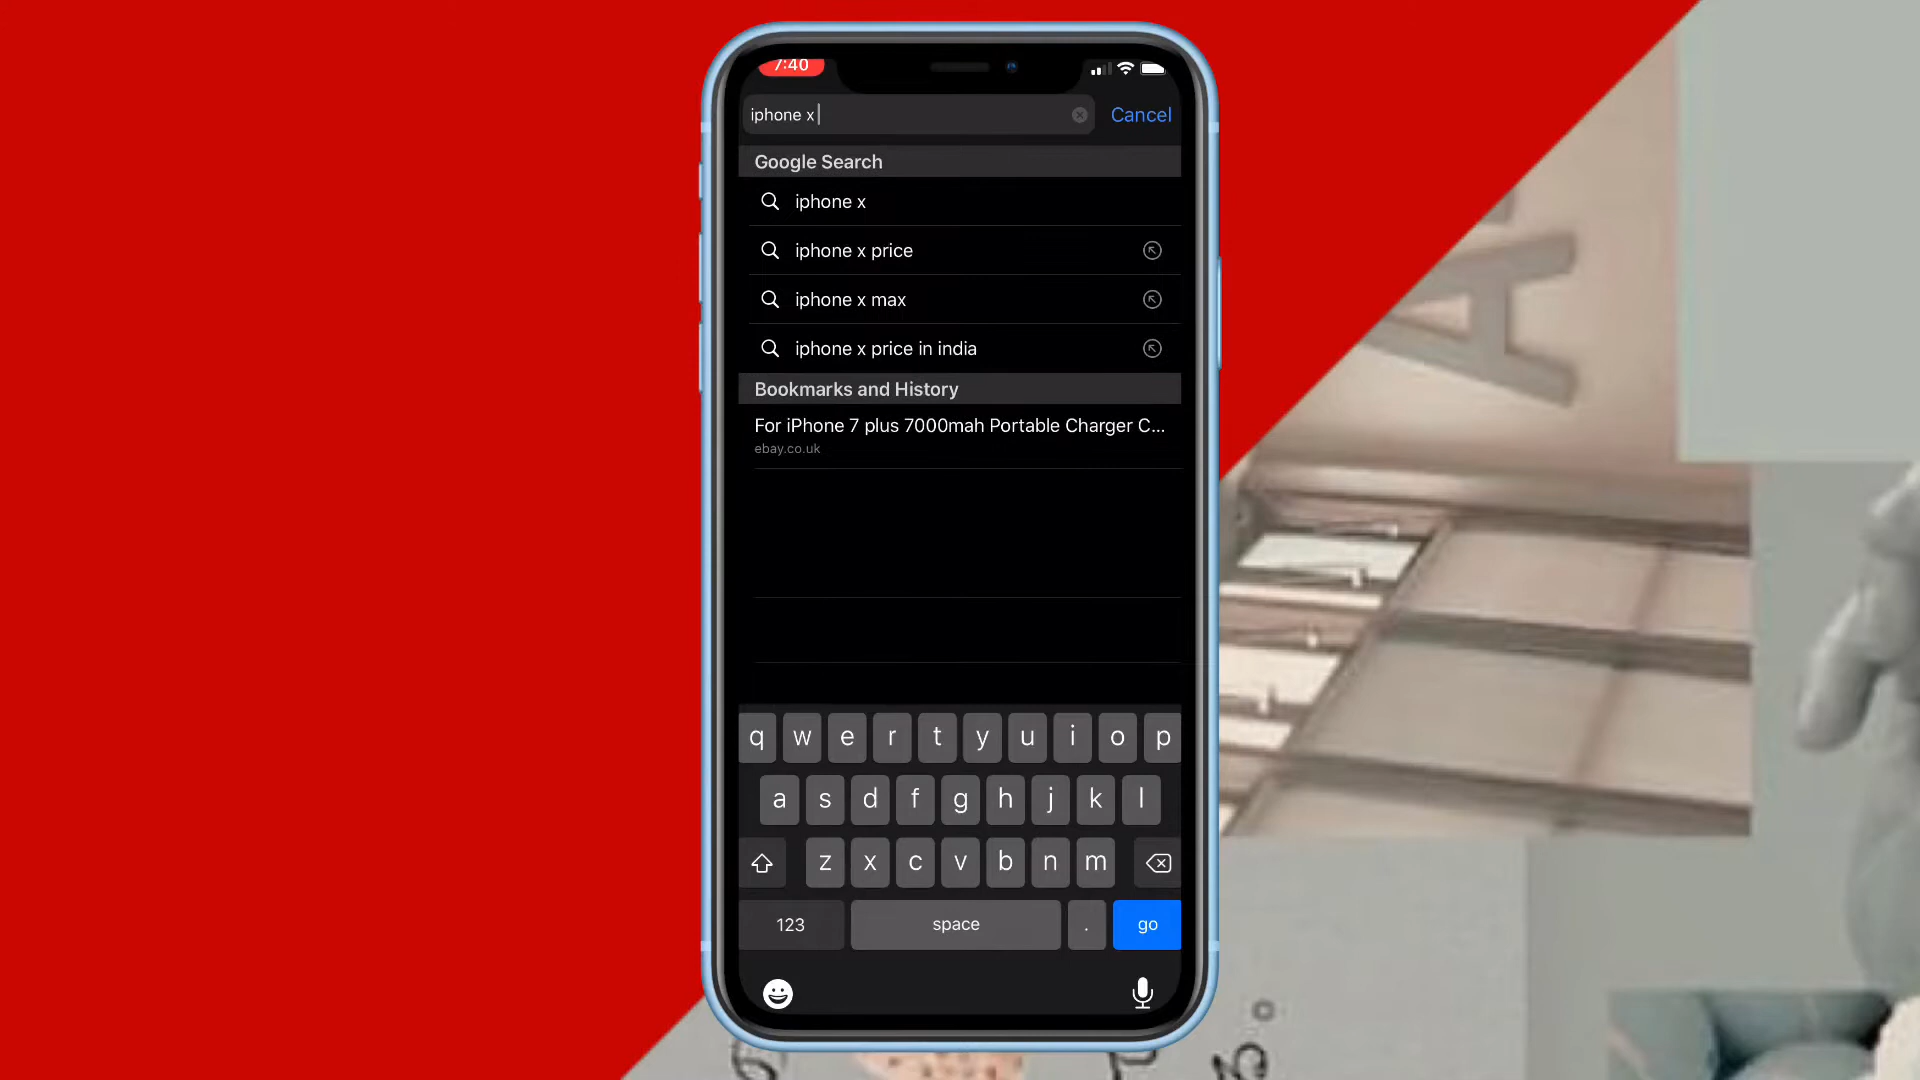 7:40
iphone x
Cancel
Google Search
iphone x
iphone x price
iphone x max
iphone x price in india
Bookmarks and History
For iPhone 7 plus 7000mah Portable Charger C...
ebay.co.uk
q w e r t y u i o p
a s d f g h j k l
z x c v b n m
123 space . go